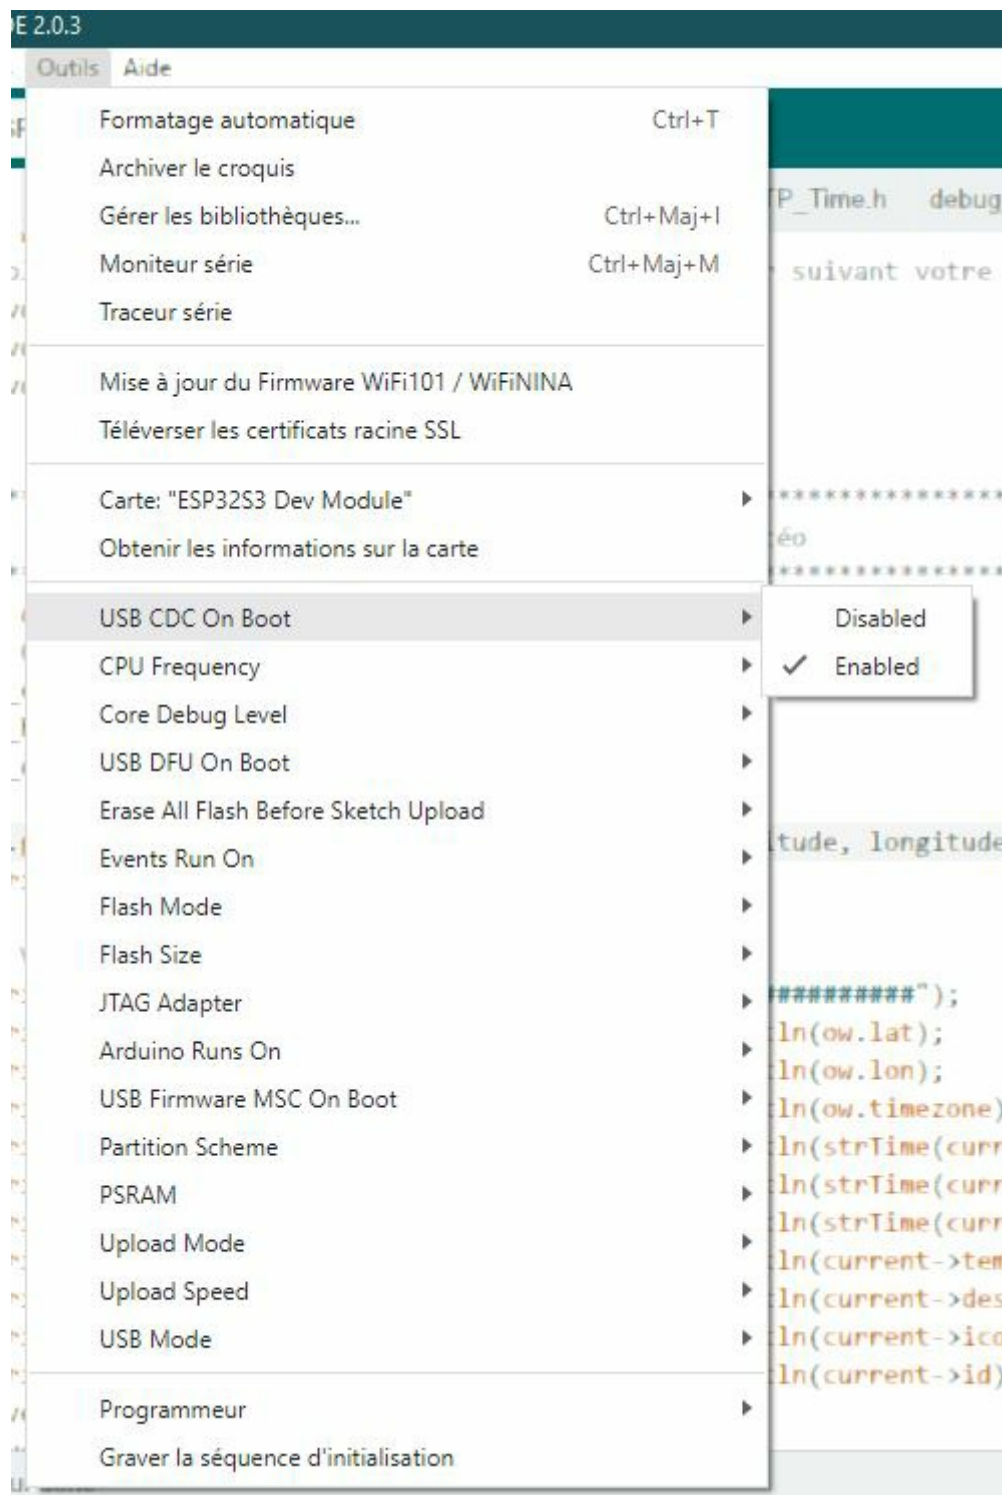 E 2.0.3
Outils Aide
Formatage automatique Ctrl+T
Archiver le croquis
Gérer les bibliothèques... Ctrl+Maj+I
TP_Time.h debug
Moniteur série Ctrl+Maj+M
suivant votre
Traceur série
Mise à jour du Firmware WiFi101 / WiFiNINA
Téléverser les certificats racine SSL
Carte: "ESP32S3 Dev Module"
********************
Obtenir les informations sur la carte
éo
********************
USB CDC On Boot
Disabled
CPU Frequency
Enabled
Core Debug Level
USB DFU On Boot
Erase All Flash Before Sketch Upload
itude, longitude
Events Run On
Flash Mode
Flash Size
JTAG Adapter
##########");
Arduino Runs On
ln(ow.lat);
ln(ow.lon);
USB Firmware MSC On Boot
ln(ow.timezone)
Partition Scheme
ln(strTime(curr
PSRAM
ln(strTime(curr
Upload Mode
ln(strTime(curr
ln(current->tem
Upload Speed
ln(current->des
USB Mode
ln(current->ico
ln(current->id)
Programmeur
Graver la séquence d'initialisation